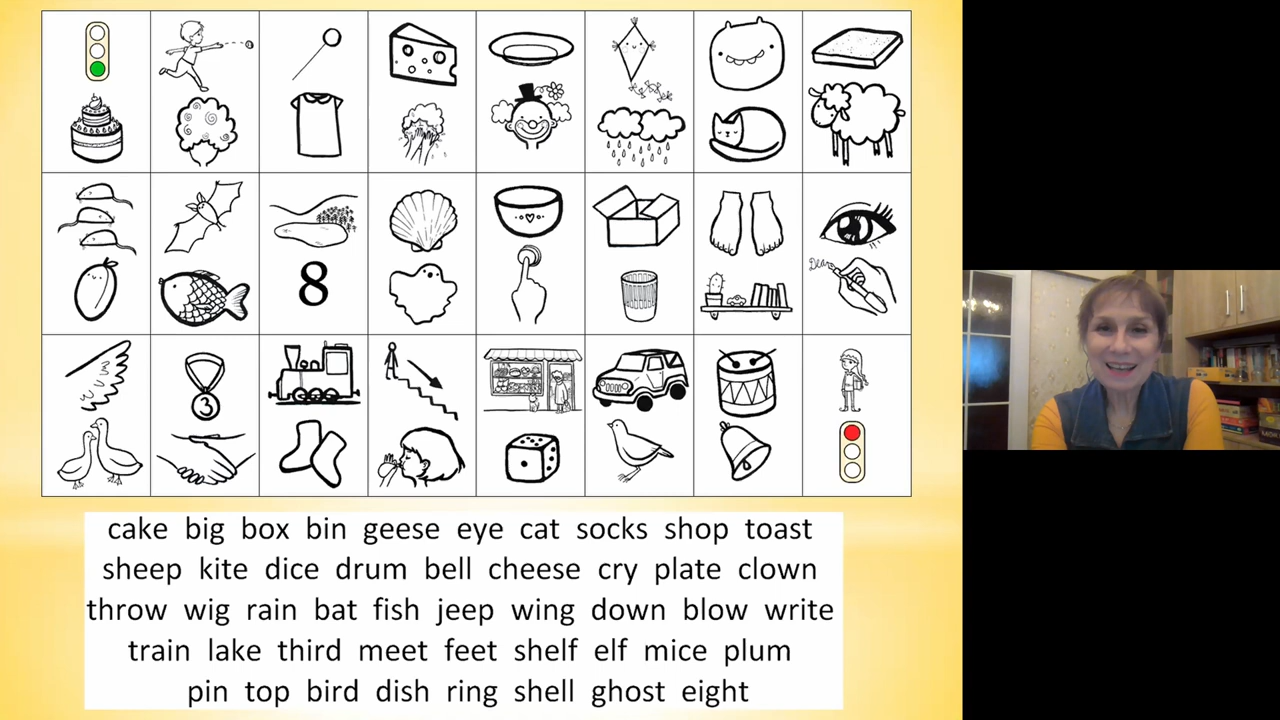 Dear
8
3
cake big box bin geese eye cat socks shop toast
sheep kite dice drum bell cheese cry plate clown
throw wig rain bat fish jeep wing down blow write
train lake third meet feet shelf elf mice plum
pin top bird dish ring shell ghost eight